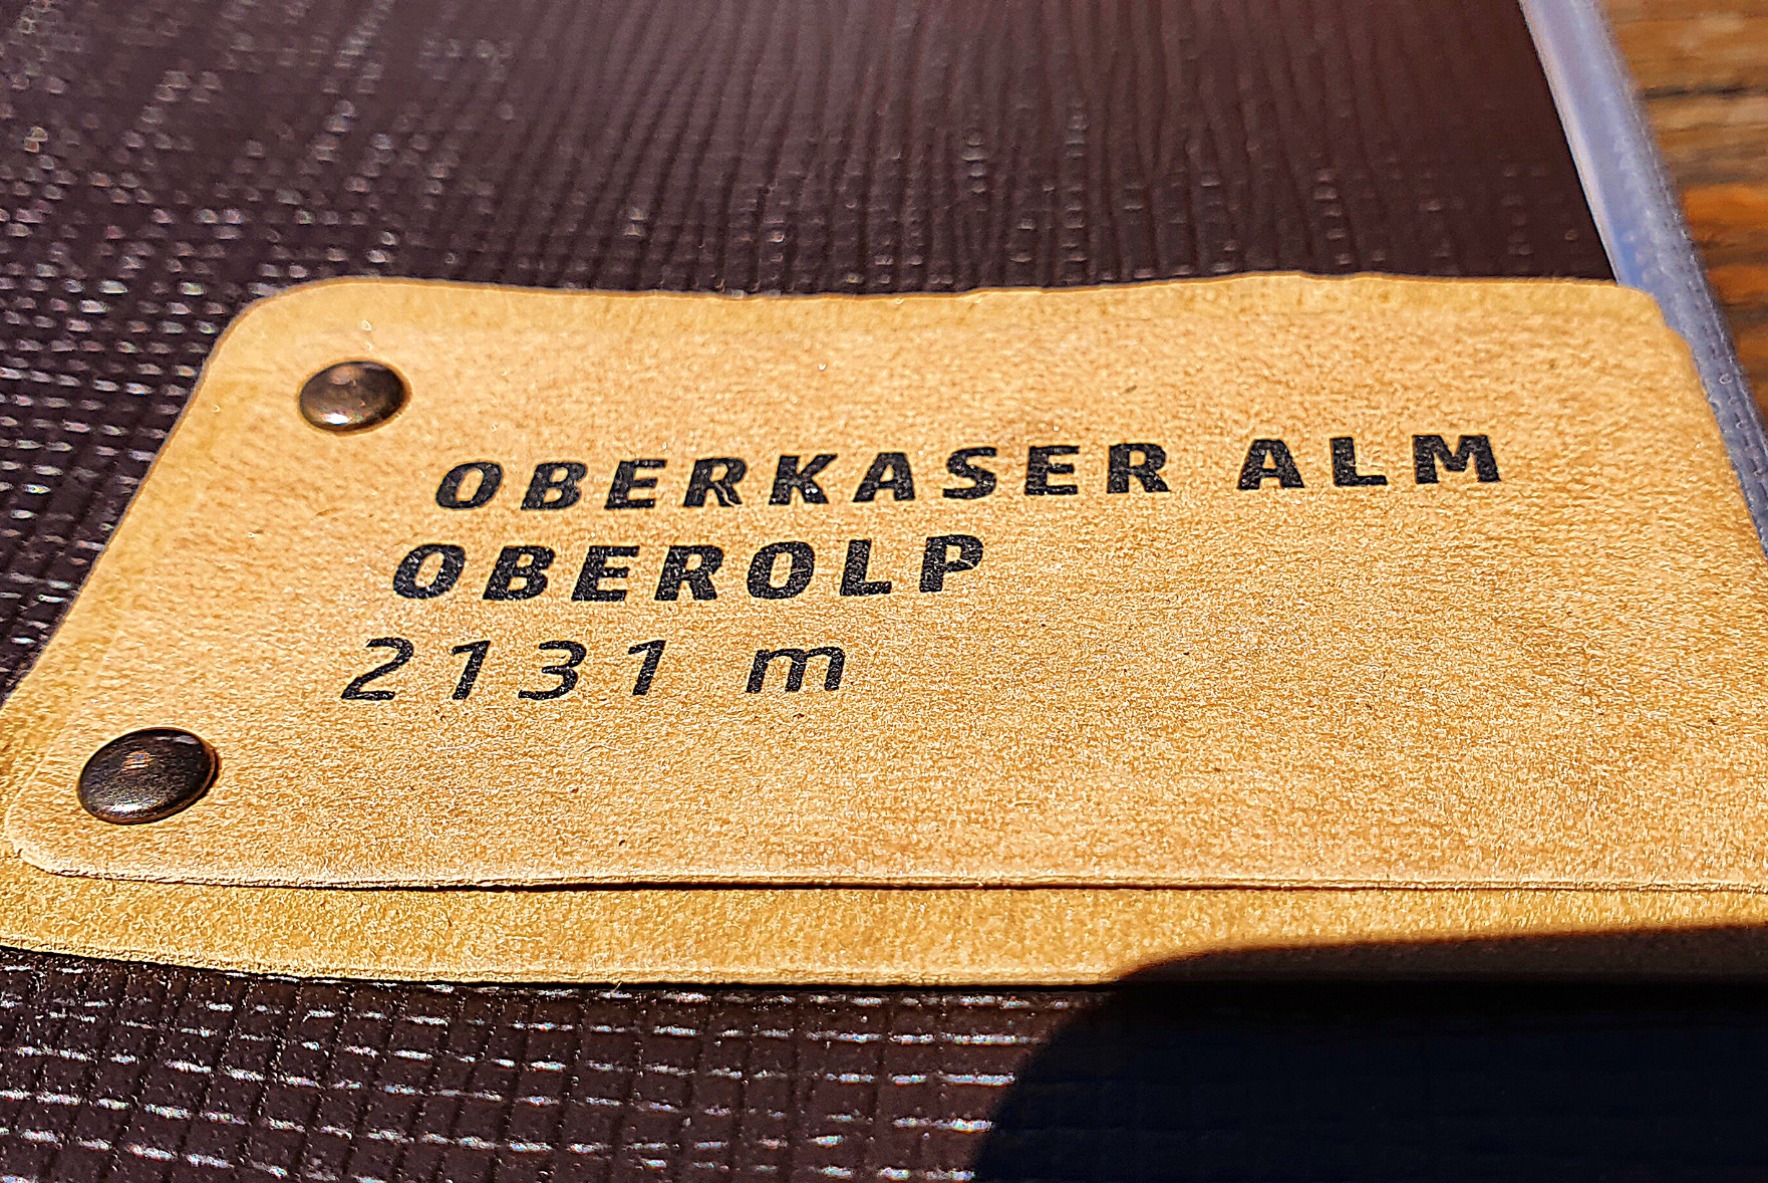 OBERKASER ALM
OBEROLP
2131 m